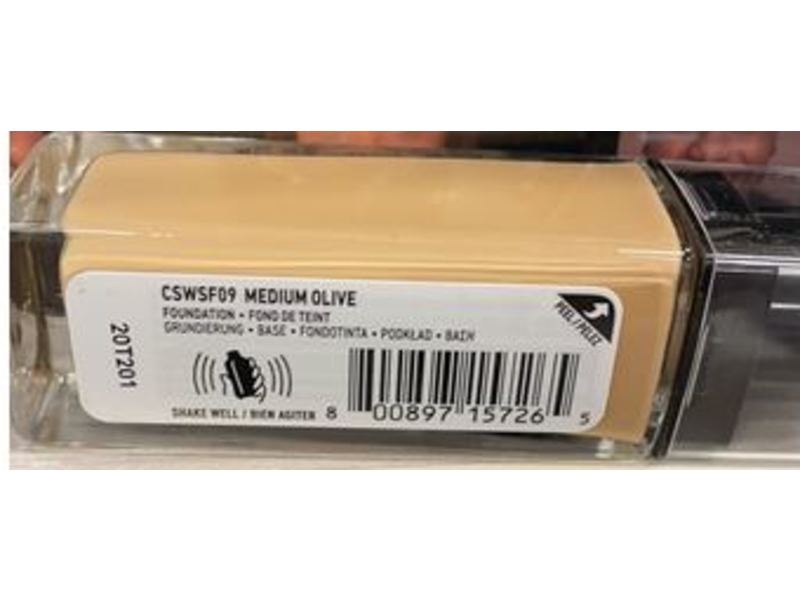 CSWSF09 MEDIUM OLIVE
FOUNDATION • FOND DE TEINT
GRUNDIERUNG • BASE • FONDOTINTA • PODKŁAD • BAZH
SHAKE WELL / BIEN AGITER
8 00897 15726 5
PEEL / PELEZ
20T201